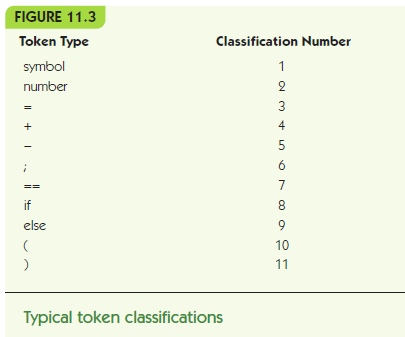 FIGURE 11.3
Token Type Classification Number
symbol 1
number 2
= 3
+ 4
– 5
; 6
== 7
if 8
else 9
( 10
) 11
Typical token classifications